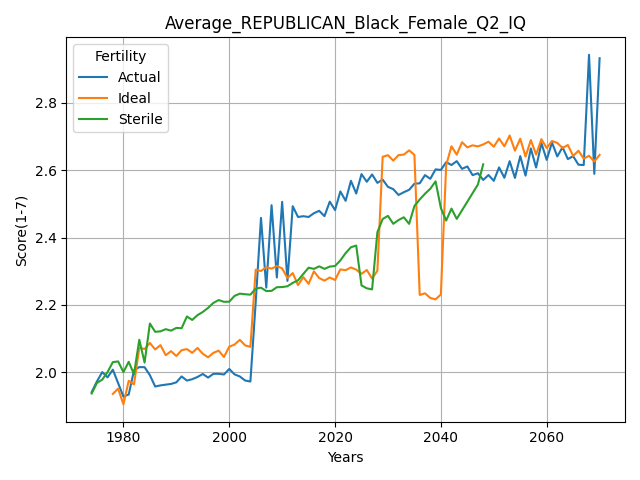 Average_REPUBLICAN_Black_Female_Q2_IQ
Fertility
Actual
Ideal
Sterile
Score(1-7)
2.8
2.6
2.4
2.2
2.0
1980
2000
2020
2040
2060
Years